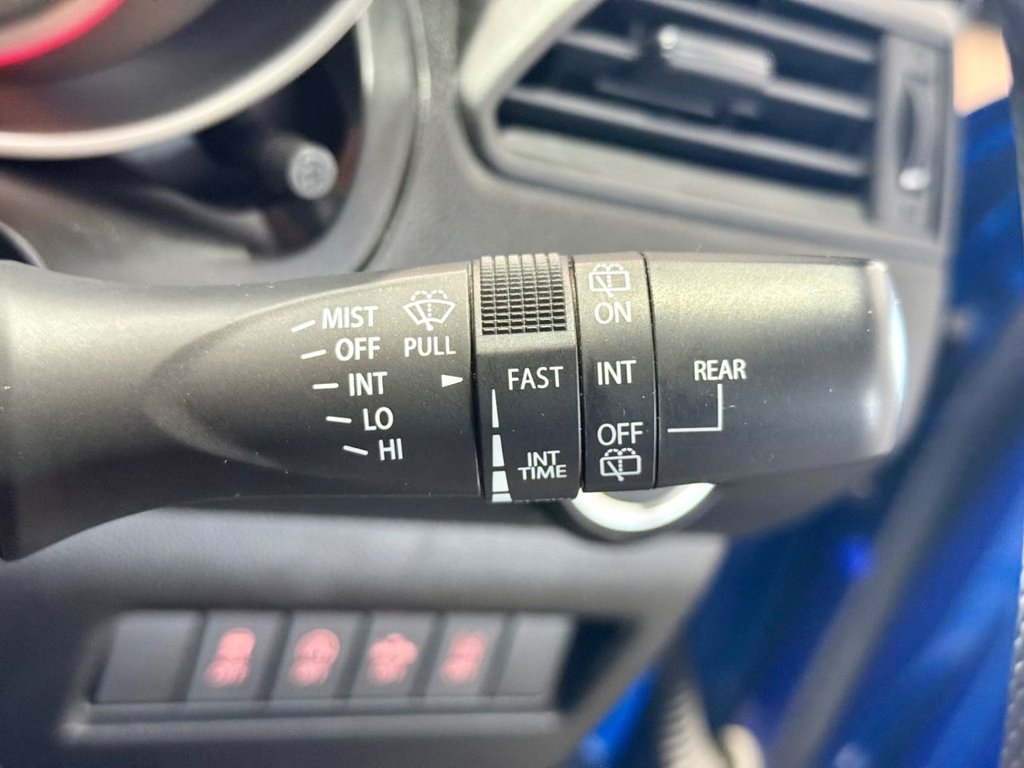 MIST
OFF
INT
LO
HI
PULL
FAST
INT
TIME
ON
INT
OFF
REAR